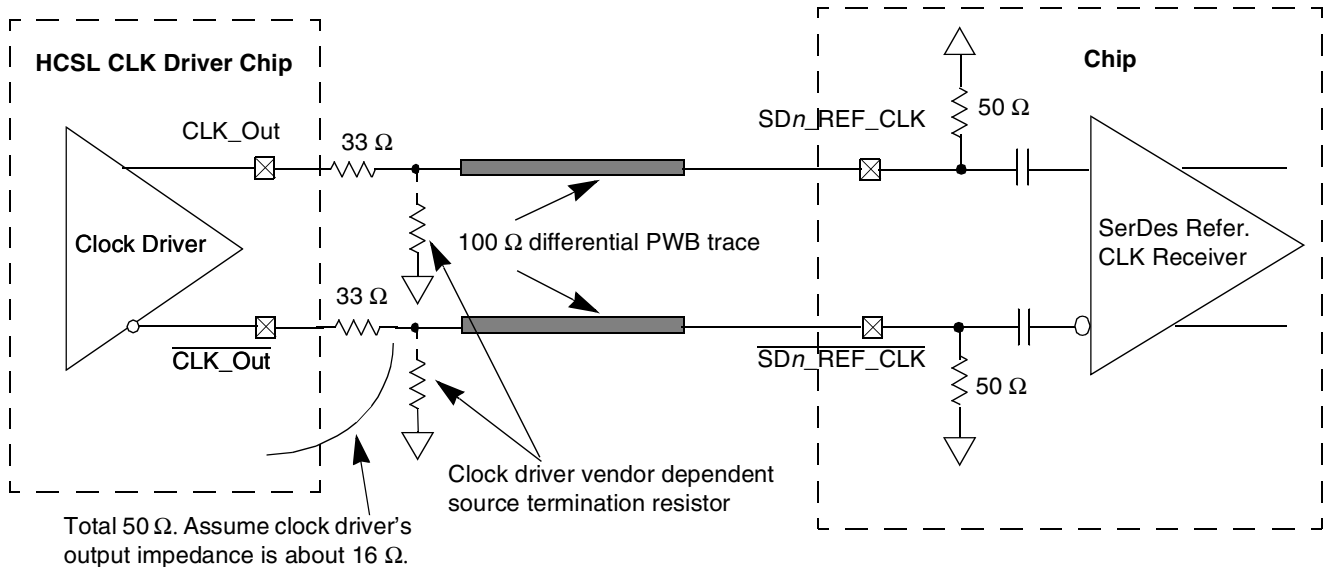 HCSL CLK Driver Chip
Chip
CLK_Out
33 Ω
SDn_REF_CLK
50 Ω
Clock Driver
100 Ω differential PWB trace
SerDes Refer.
CLK Receiver
33 Ω
CLK_Out
SDn_REF_CLK
50 Ω
Clock driver vendor dependent
source termination resistor
Total 50 Ω. Assume clock driver's
output impedance is about 16 Ω.